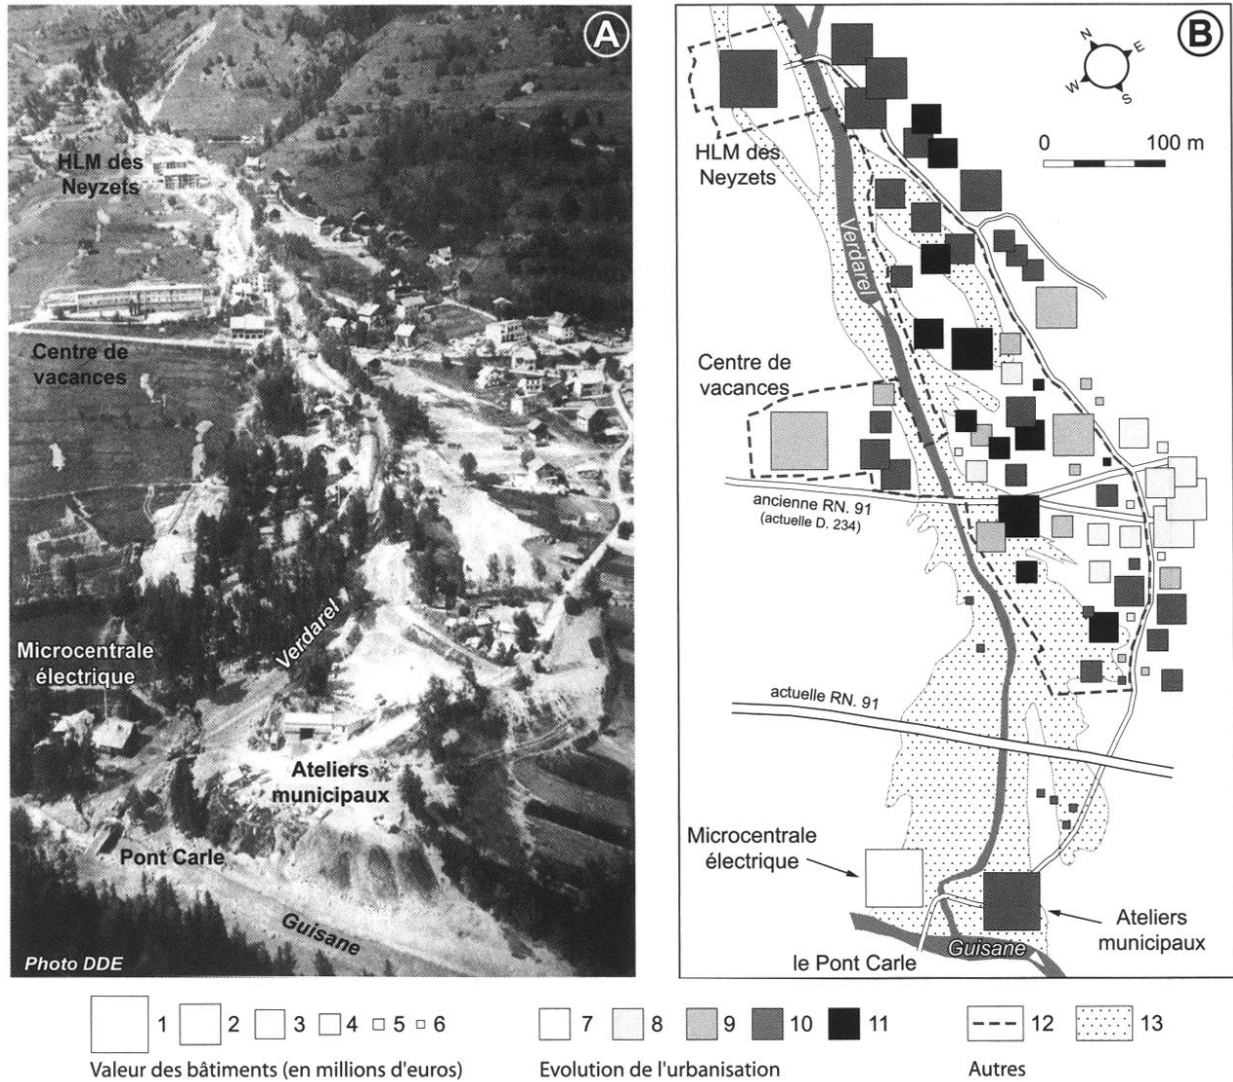 A
HLM des
Neyzets
Centre de
vacances
Microcentrale
électrique
Verdarel
Ateliers
municipaux
Pont Carle
Guisane
Photo DDE
B
N
E
W
S
0 100 m
HLM des
Neyzets
Verdarel
Centre de
vacances
ancienne RN. 91
(actuelle D. 234)
actuelle RN. 91
Microcentrale
électrique
Ateliers
municipaux
Guisane
le Pont Carle
1 2 3 4 5 6
Valeur des bâtiments (en millions d'euros)
7 8 9 10 11
Evolution de l'urbanisation
12 13
Autres